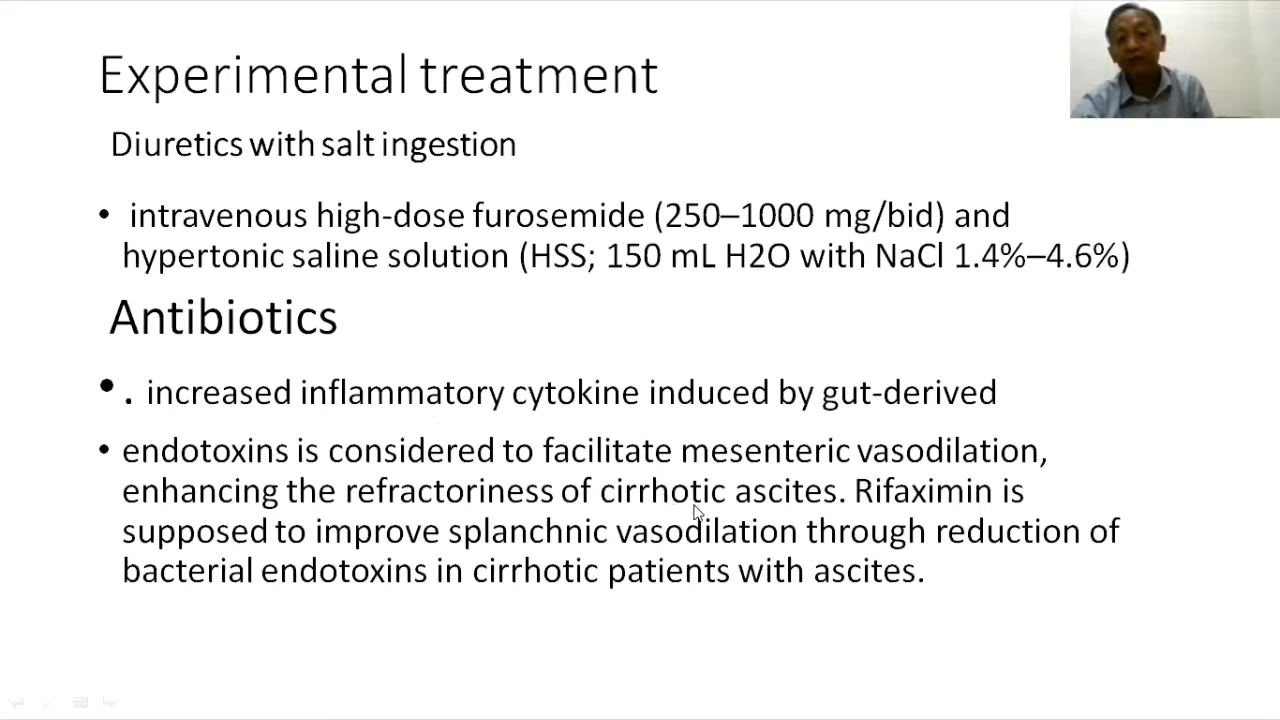 Experimental treatment
Diuretics with salt ingestion
• intravenous high-dose furosemide (250–1000 mg/bid) and
hypertonic saline solution (HSS; 150 mL H2O with NaCl 1.4%–4.6%)
Antibiotics
• . increased inflammatory cytokine induced by gut-derived
• endotoxins is considered to facilitate mesenteric vasodilation,
enhancing the refractoriness of cirrhotic ascites. Rifaximin is
supposed to improve splanchnic vasodilation through reduction of
bacterial endotoxins in cirrhotic patients with ascites.